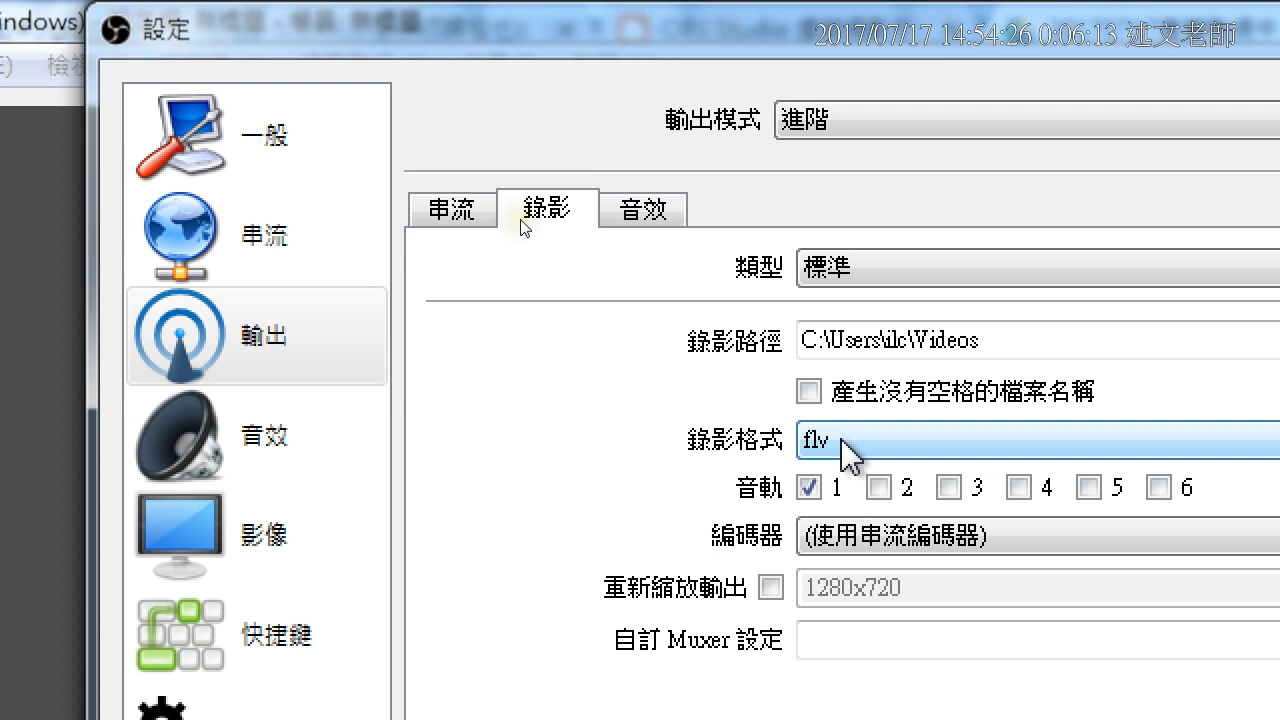 indows)
設定
2017/07/17 14:54:26 0:06:13 述文老師
檢視
一般
串流
輸出
音效
影像
快捷鍵
輸出模式 進階
串流 錄影 音效
類型 標準
錄影路徑 C:\Users\ilc\Videos
產生沒有空格的檔案名稱
錄影格式 flv
音軌 1 2 3 4 5 6
編碼器 (使用串流編碼器)
重新縮放輸出 1280x720
自訂 Muxer 設定